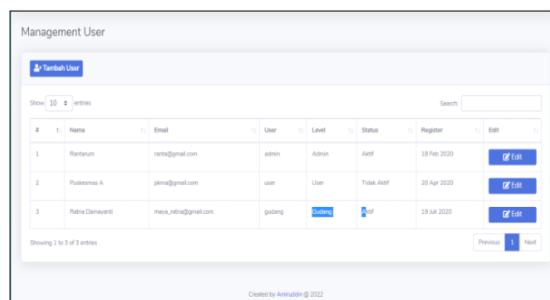 Management User
Tambah User
Show 10 entries Search:
# Nama Email User Level Status Register Edit
1 Rantarum ranta@gmail.com admin Admin Aktif 18 Feb 2020 Edit
2 Puskesmas A pkma@gmail.com user User Tidak Aktif 20 Apr 2020 Edit
3 Ratna Damayanti maya_ratna@gmail.com gudang Gudang Aktif 19 Juli 2020 Edit
Showing 1 to 3 of 3 entries Previous 1 Next
Created by Amiruddin @ 2022